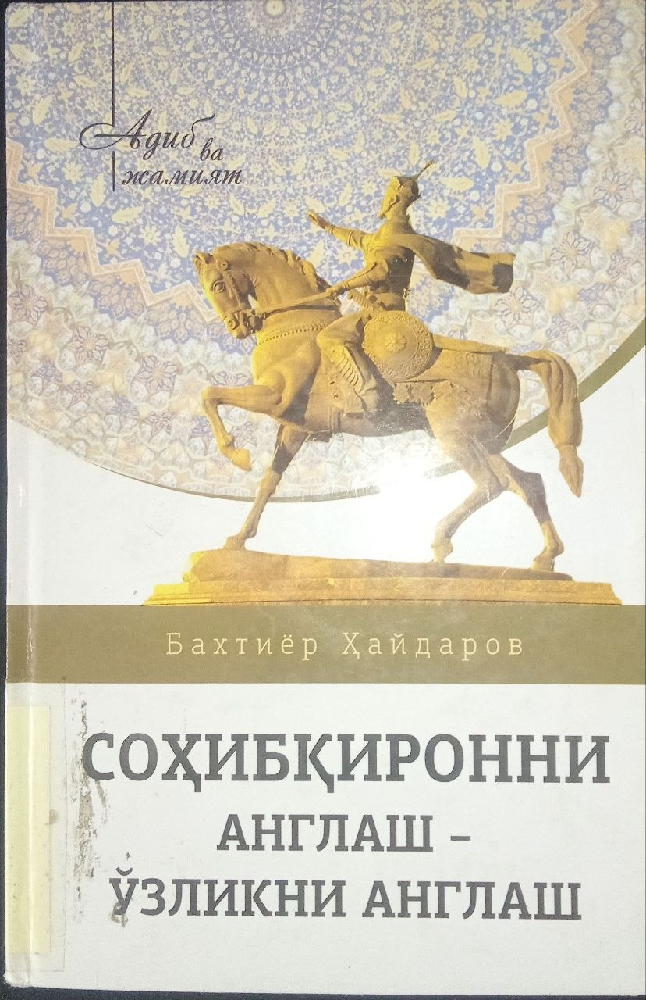 Адиб ва
жамият
Бахтиёр Ҳайдаров
СОҲИБҚИРОННИ
АНГЛАШ –
ЎЗЛИКНИ АНГЛАШ